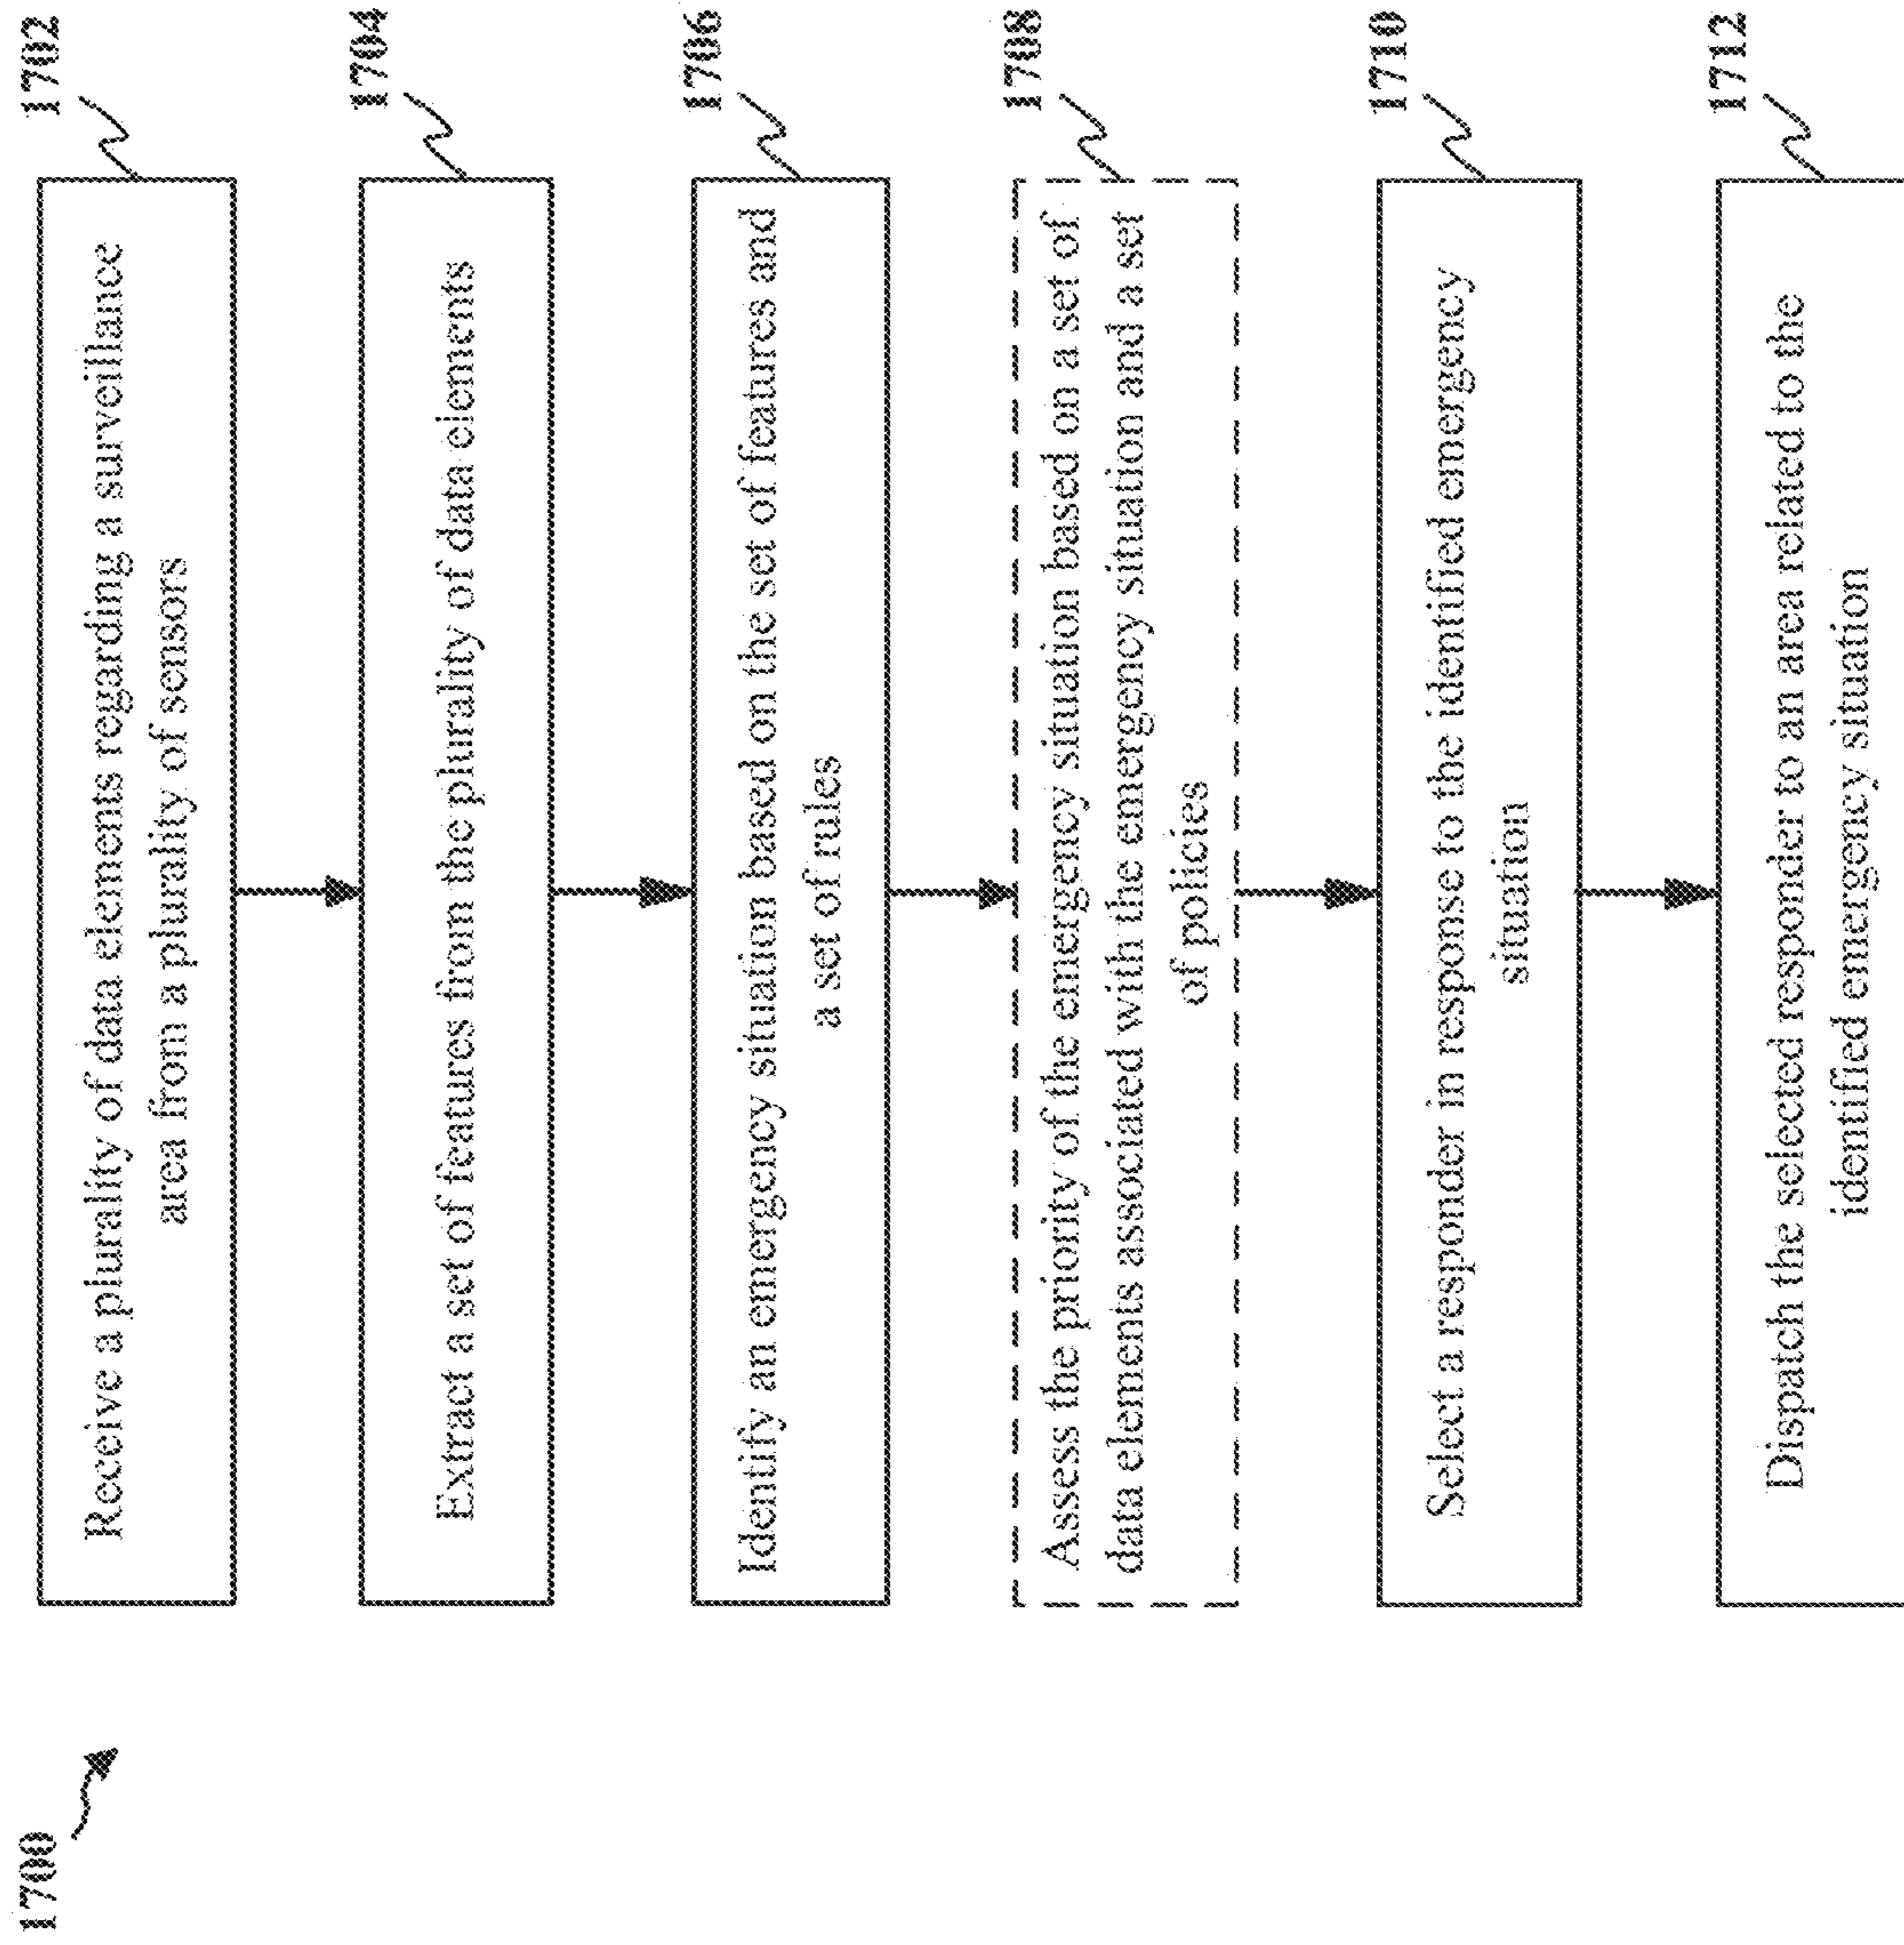 1700
1702
Receive a plurality of data elements regarding a surveillance
area from a plurality of sensors
1704
Extract a set of features from the plurality of data elements
1706
Identify an emergency situation based on the set of features and
a set of rules
1708
Assess the priority of the emergency situation based on a set of
data elements associated with the emergency situation and a set
of policies
1710
Select a responder in response to the identified emergency
situation
1712
Dispatch the selected responder to an area related to the
identified emergency situation